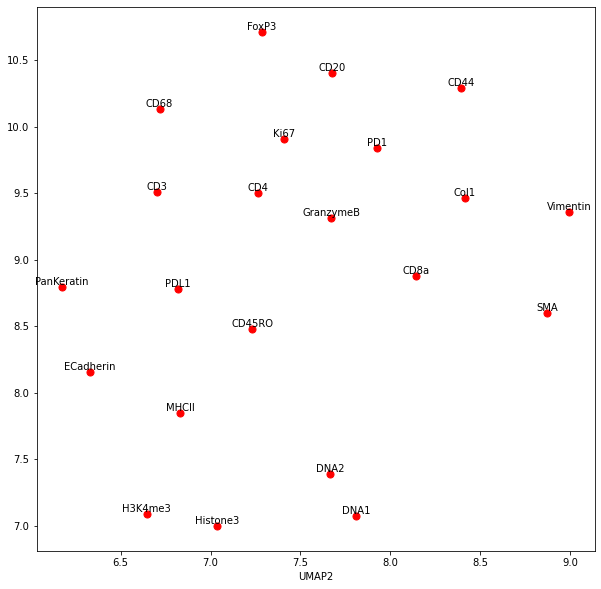 FoxP3
CD20
CD44
CD68
Ki67
PD1
CD3
CD4
Col1
GranzymeB
Vimentin
CD8a
PanKeratin
PDL1
SMA
CD45RO
ECadherin
MHCII
DNA2
H3K4me3
DNA1
Histone3
10.5
10.0
9.5
9.0
8.5
8.0
7.5
7.0
6.5 7.0 7.5 8.0 8.5 9.0
UMAP2